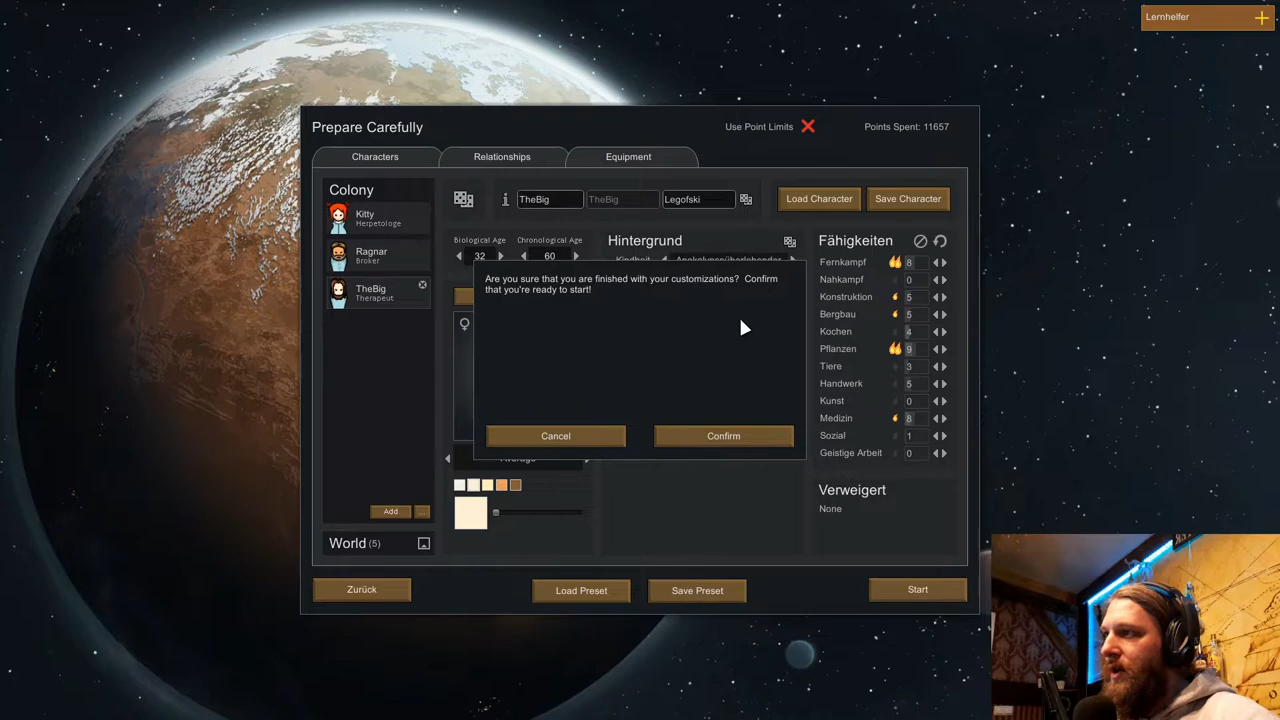 Lernhelfer
Prepare Carefully
Use Point Limits
Points Spent: 11657
Characters
Relationships
Equipment
Colony
TheBig
TheBig
Legofski
Load Character
Save Character
Kitty
Herpetologe
Ragnar
Broker
TheBig
Therapeut
Biological Age
Chronological Age
32
60
Hintergrund
Kindheit
Apokalypsenüberlebender
Fähigkeiten
Fernkampf 8
Nahkampf 0
Konstruktion 5
Bergbau 5
Kochen 4
Pflanzen 9
Tiere 3
Handwerk 5
Kunst 0
Medizin 8
Sozial 1
Geistige Arbeit 0
Are you sure that you are finished with your customizations? Confirm
that you're ready to start!
Cancel
Confirm
Average
Verweigert
None
Add
...
World (5)
Zurück
Load Preset
Save Preset
Start